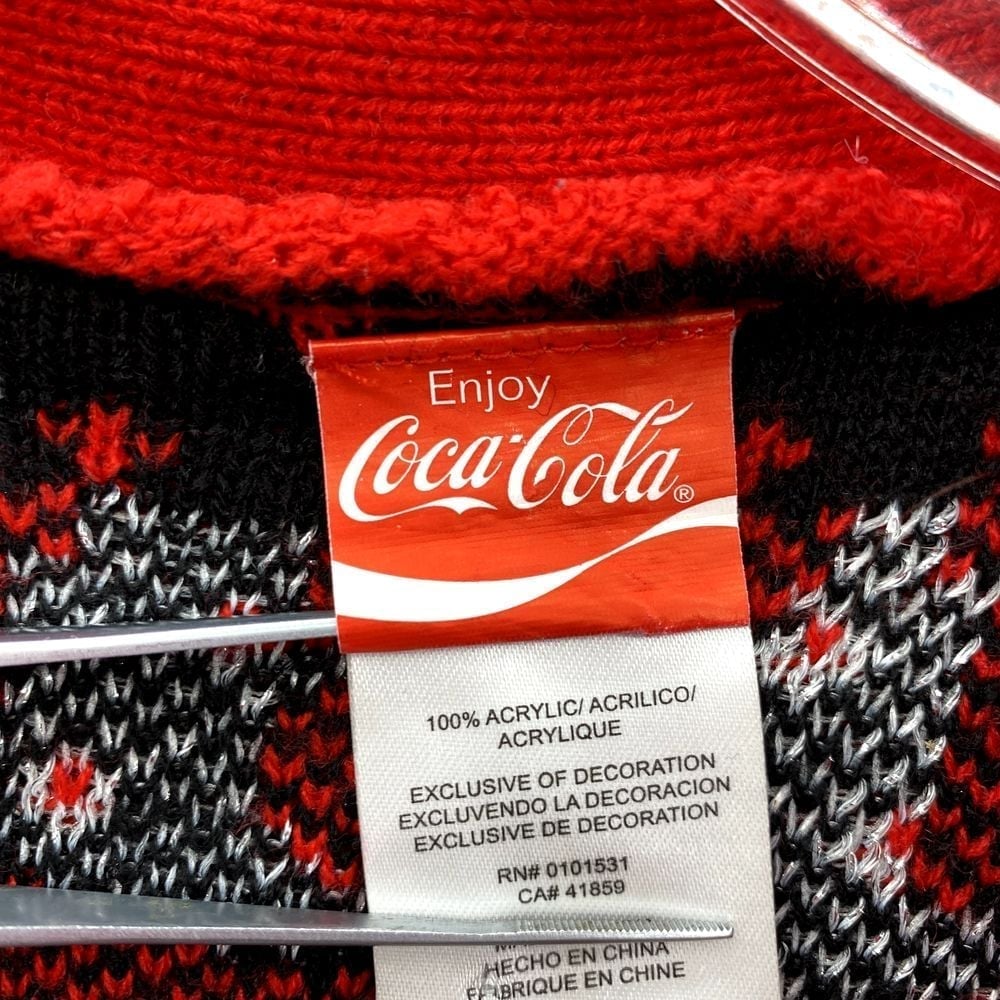 Enjoy
Coca-Cola®
100% ACRYLIC/ ACRILICO/
ACRYLIQUE
EXCLUSIVE OF DECORATION
EXCLUVENDO LA DECORACION
EXCLUSIVE DE DECORATION
RN# 0101531
CA# 41859
HECHO EN CHINA
FABRIQUE EN CHINE